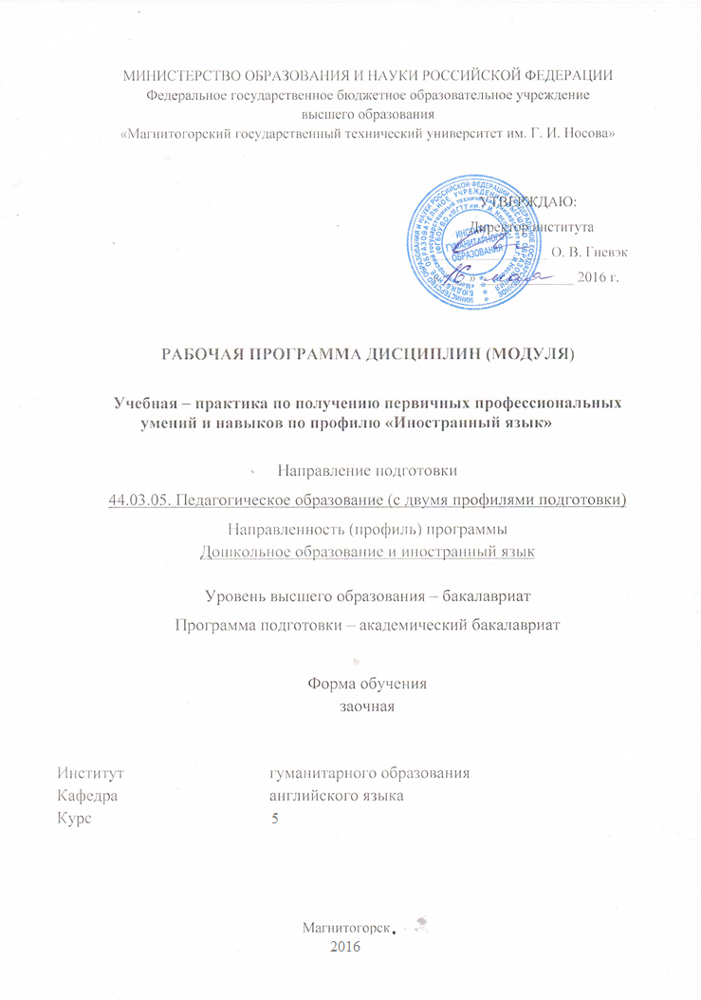 МИНИСТЕРСТВО ОБРАЗОВАНИЯ И НАУКИ РОССИЙСКОЙ ФЕДЕРАЦИИ
Федеральное государственное бюджетное образовательное учреждение
высшего образования
«Магнитогорский государственный технический университет им. Г. И. Носова»
УТВЕРЖДАЮ:
Директор института
О. В. Гневэк
«16» 2016 г.
ИНСТИТУТ
ГУМАНИТАРНОГО
ОБРАЗОВАНИЯ
РАБОЧАЯ ПРОГРАММА ДИСЦИПЛИН (МОДУЛЯ)
Учебная – практика по получению первичных профессиональных
умений и навыков по профилю «Иностранный язык»
Направление подготовки
44.03.05. Педагогическое образование (с двумя профилями подготовки)
Направленность (профиль) программы
Дошкольное образование и иностранный язык
Уровень высшего образования – бакалавриат
Программа подготовки – академический бакалавриат
Форма обучения
заочная
Институт гуманитарного образования
Кафедра английского языка
Курс 5
Магнитогорск,
2016